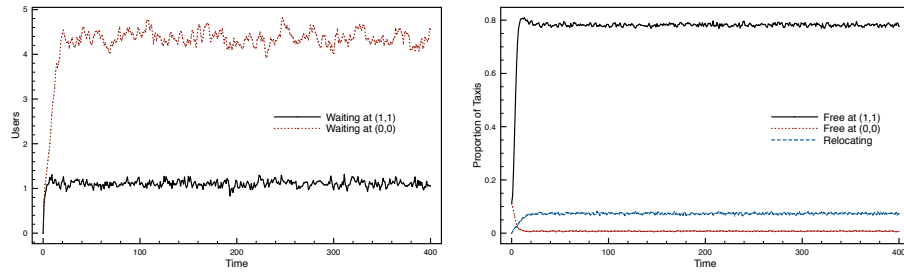 Users
5
4
3
2
1
0
Waiting at (1,1)
Waiting at (0,0)
0
100
200
300
400
Time
Proportion of Taxis
0.8
0.6
0.4
0.2
0
Free at (1,1)
Free at (0,0)
Relocating
0
100
200
300
400
Time